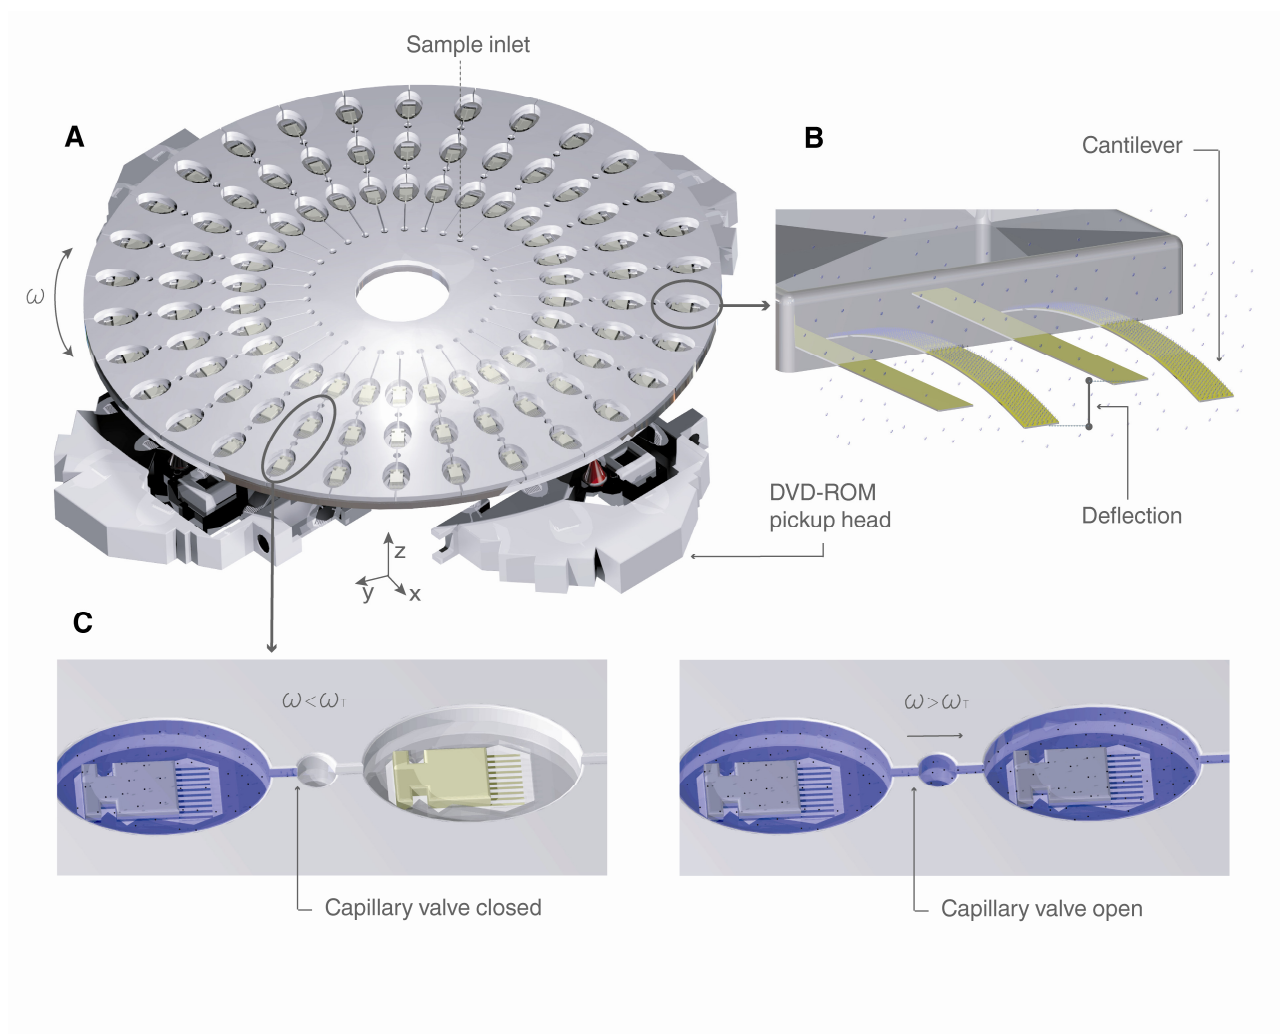 Sample inlet
A
B
Cantilever
ω
DVD-ROM
pickup head
Deflection
z
y
x
C
ω<ωT
ω>ωT
Capillary valve closed
Capillary valve open